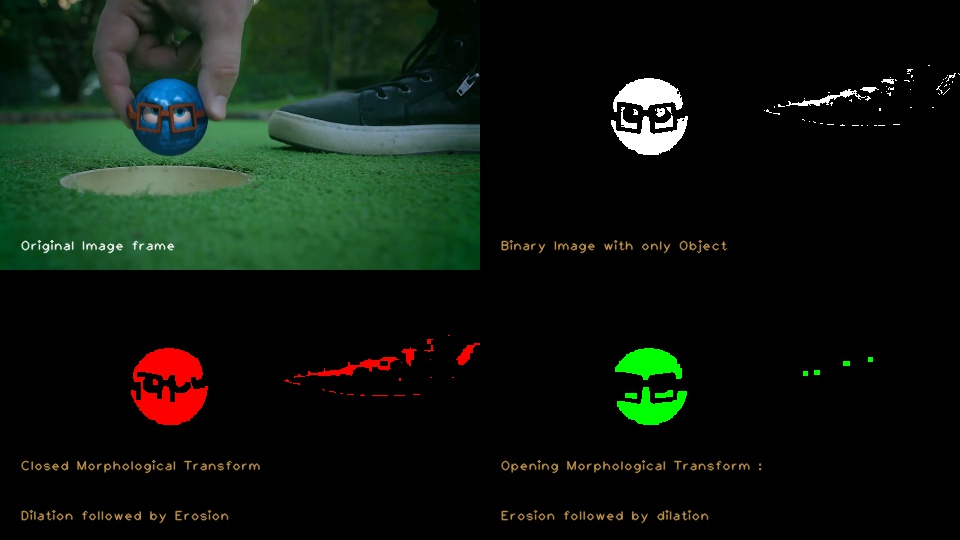 Original Image frame
Binary Image with only Object
Closed Morphological Transform
Dilation followed by Erosion
Opening Morphological Transform :
Erosion followed by dilation